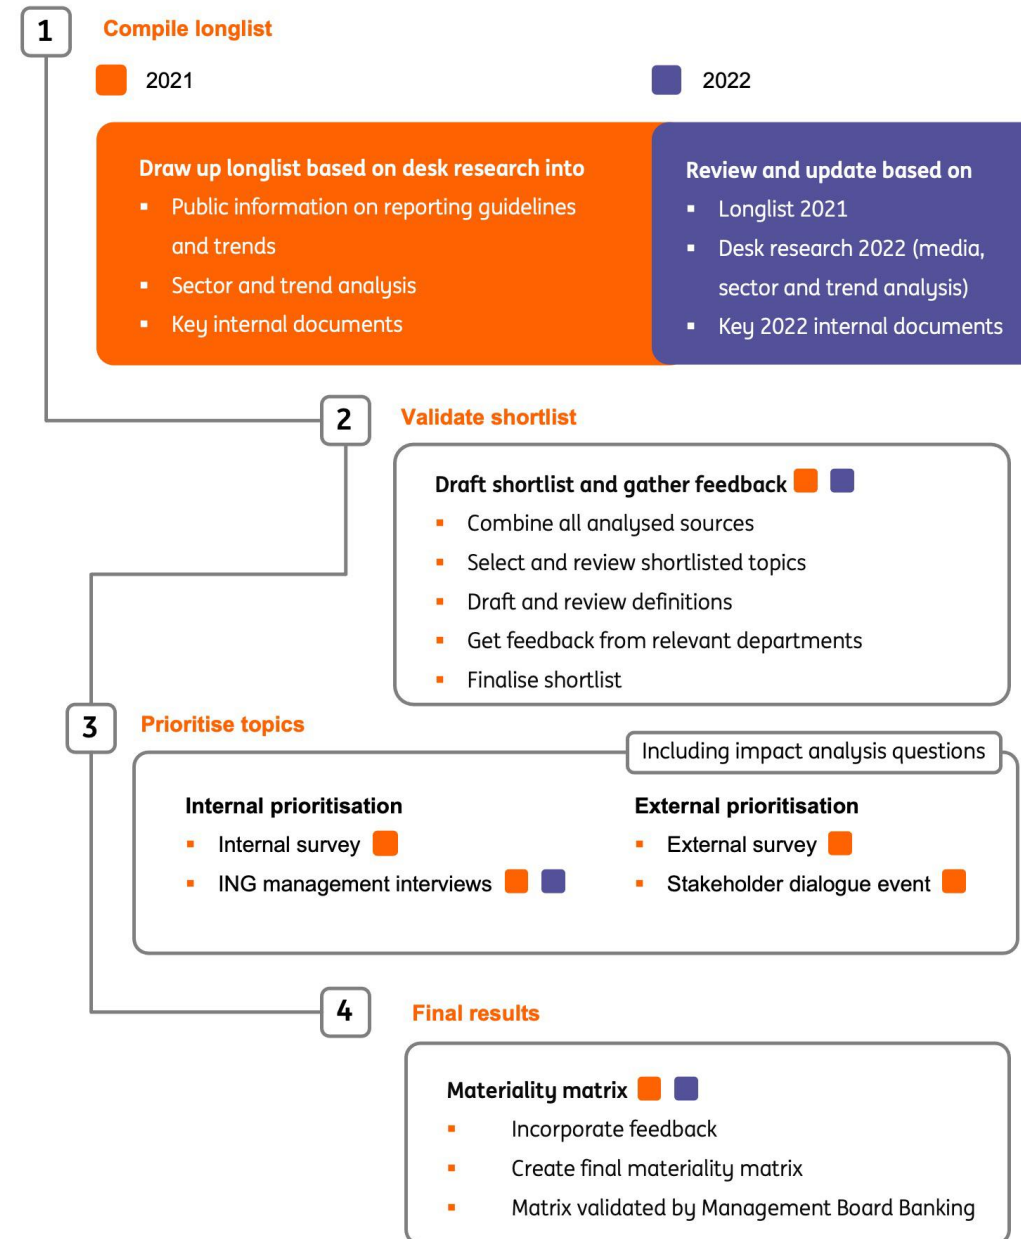 1
Compile longlist
2021
2022
Draw up longlist based on desk research into
▪ Public information on reporting guidelines
and trends
▪ Sector and trend analysis
▪ Key internal documents
Review and update based on
▪ Longlist 2021
▪ Desk research 2022 (media,
sector and trend analysis)
▪ Key 2022 internal documents
2
Validate shortlist
Draft shortlist and gather feedback
▪ Combine all analysed sources
▪ Select and review shortlisted topics
▪ Draft and review definitions
▪ Get feedback from relevant departments
▪ Finalise shortlist
3
Prioritise topics
Including impact analysis questions
Internal prioritisation
▪ Internal survey
▪ ING management interviews
External prioritisation
▪ External survey
▪ Stakeholder dialogue event
4
Final results
Materiality matrix
▪ Incorporate feedback
▪ Create final materiality matrix
▪ Matrix validated by Management Board Banking